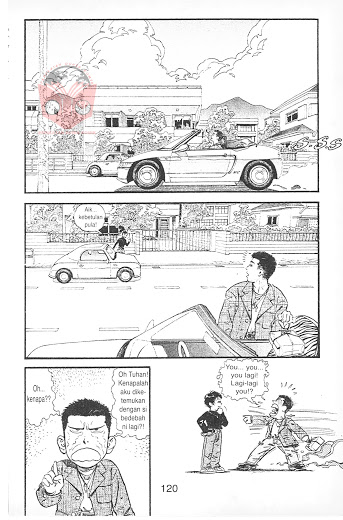 Aik
kebetulan
pula!
Oh..
kenapa??
Oh Tuhan!
Kenapalah
aku dike-
temukan
dengan si
bedebah
ni lagi?!
You... you...
you lagi!
Lagi-lagi
you!?
120